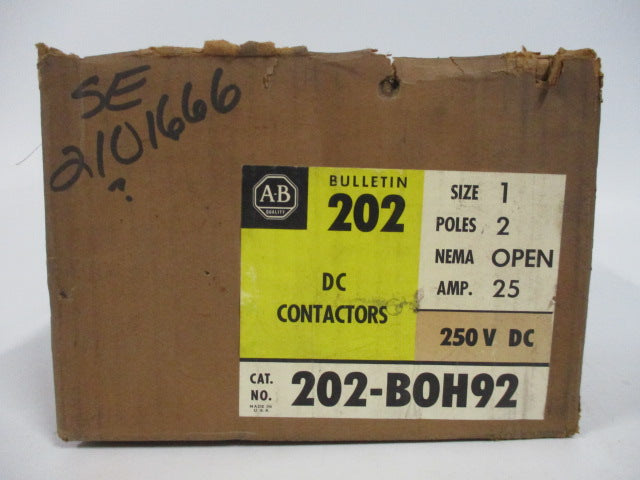 SE
2101666
?
A-B
QUALITY
BULLETIN
202
DC
CONTACTORS
SIZE 1
POLES 2
NEMA OPEN
AMP. 25
250 V DC
CAT.
NO. 202-BOH92
MADE IN
U.S.A.